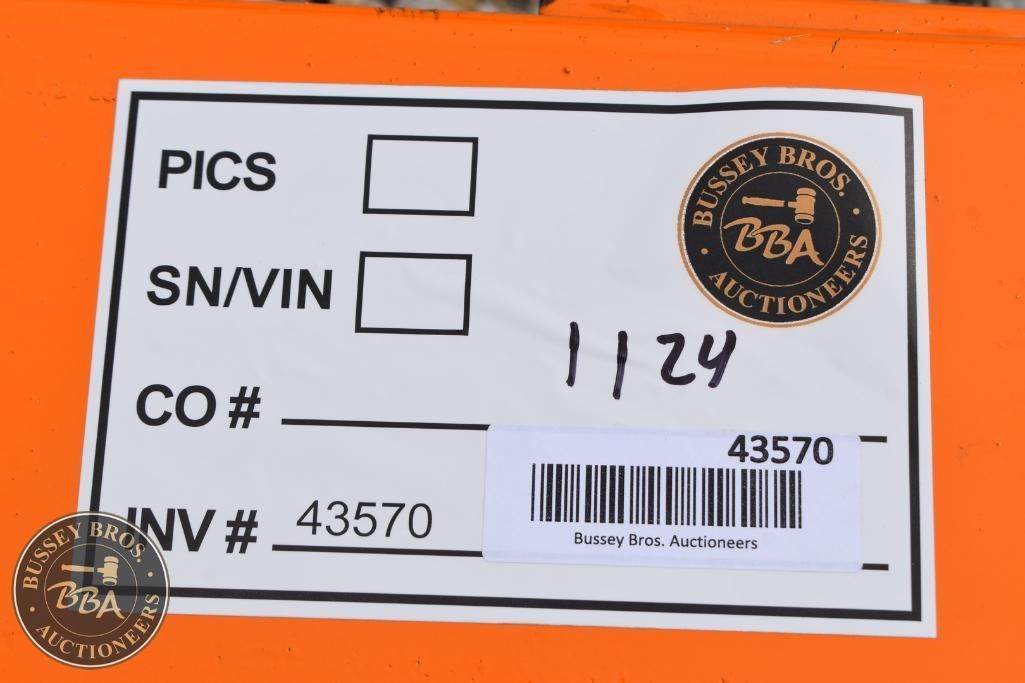 PICS
BUSSEY BROS.
BBA
AUCTIONEERS
SN/VIN
1124
CO #
43570
INV # 43570
Bussey Bros. Auctioneers
BUSSEY BROS.
BBA
AUCTIONEERS